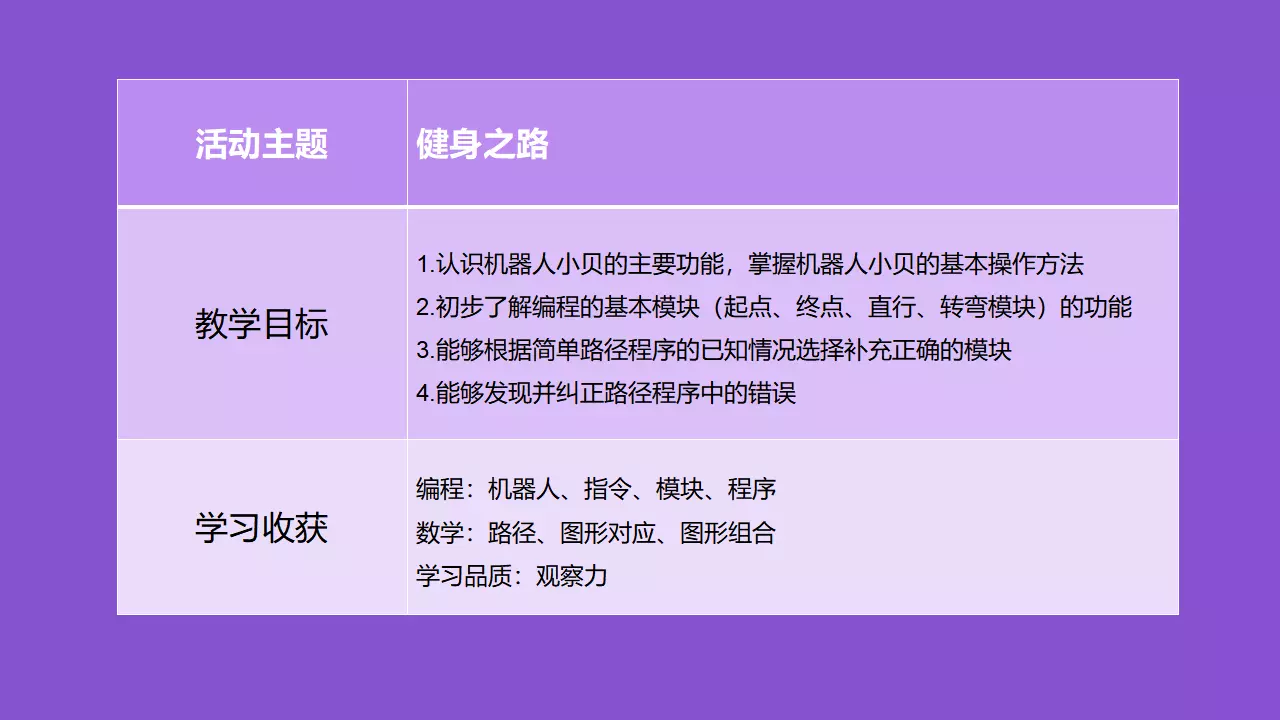 活动主题
健身之路
教学目标
1.认识机器人小贝的主要功能，掌握机器人小贝的基本操作方法
2.初步了解编程的基本模块（起点、终点、直行、转弯模块）的功能
3.能够根据简单路径程序的已知情况选择补充正确的模块
4.能够发现并纠正路径程序中的错误
学习收获
编程：机器人、指令、模块、程序
数学：路径、图形对应、图形组合
学习品质：观察力